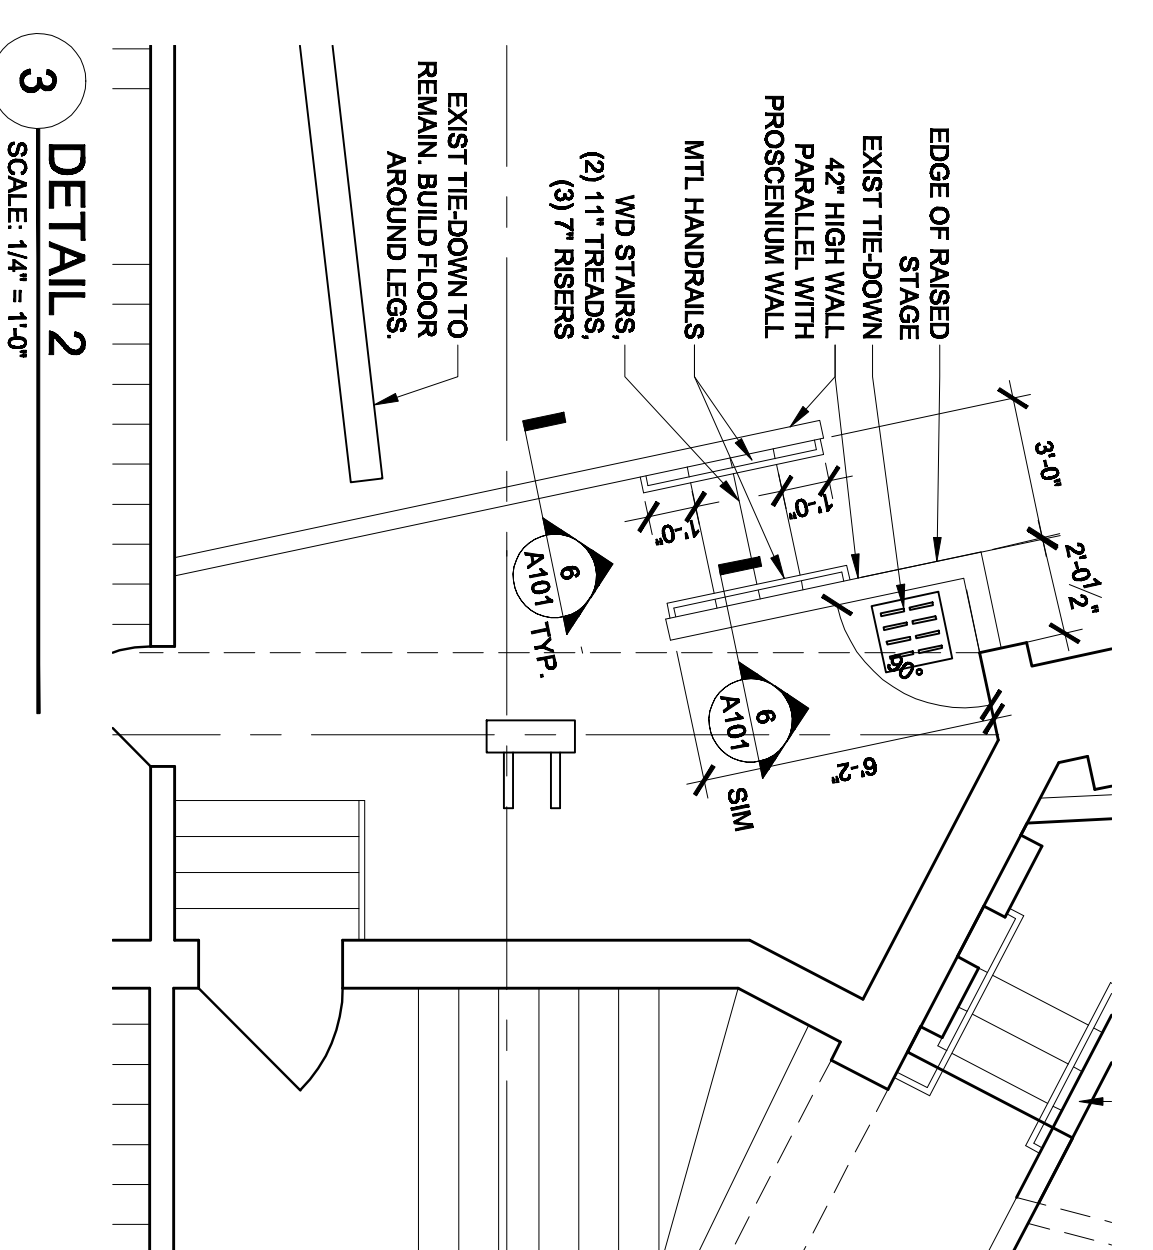 EDGE OF RAISED
STAGE
EXIST TIE-DOWN
42" HIGH WALL
PARALLEL WITH
PROSCENIUM WALL
MTL HANDRAILS
WD STAIRS,
(2) 11" TREADS,
(3) 7" RISERS
EXIST TIE-DOWN TO
REMAIN. BUILD FLOOR
AROUND LEGS.
3'-0"
2'-0 1/2"
1'-0"
1'-0"
90°
6'-2"
6
A101
TYP.
6
A101
SIM
3
DETAIL 2
SCALE: 1/4" = 1'-0"